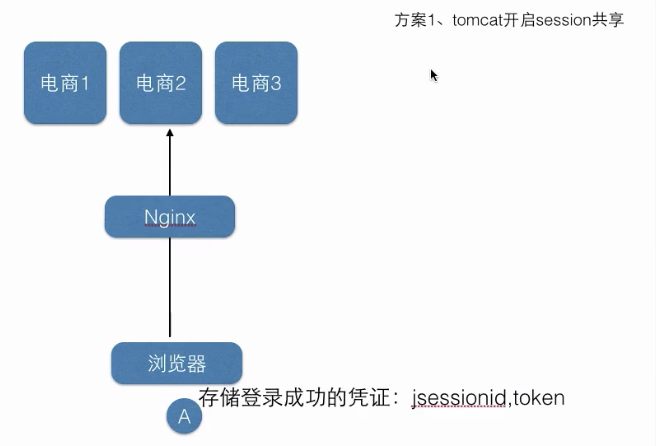 方案1、tomcat开启session共享
电商1 电商2 电商3
Nginx
浏览器
存储登录成功的凭证：jsessionid,token
A